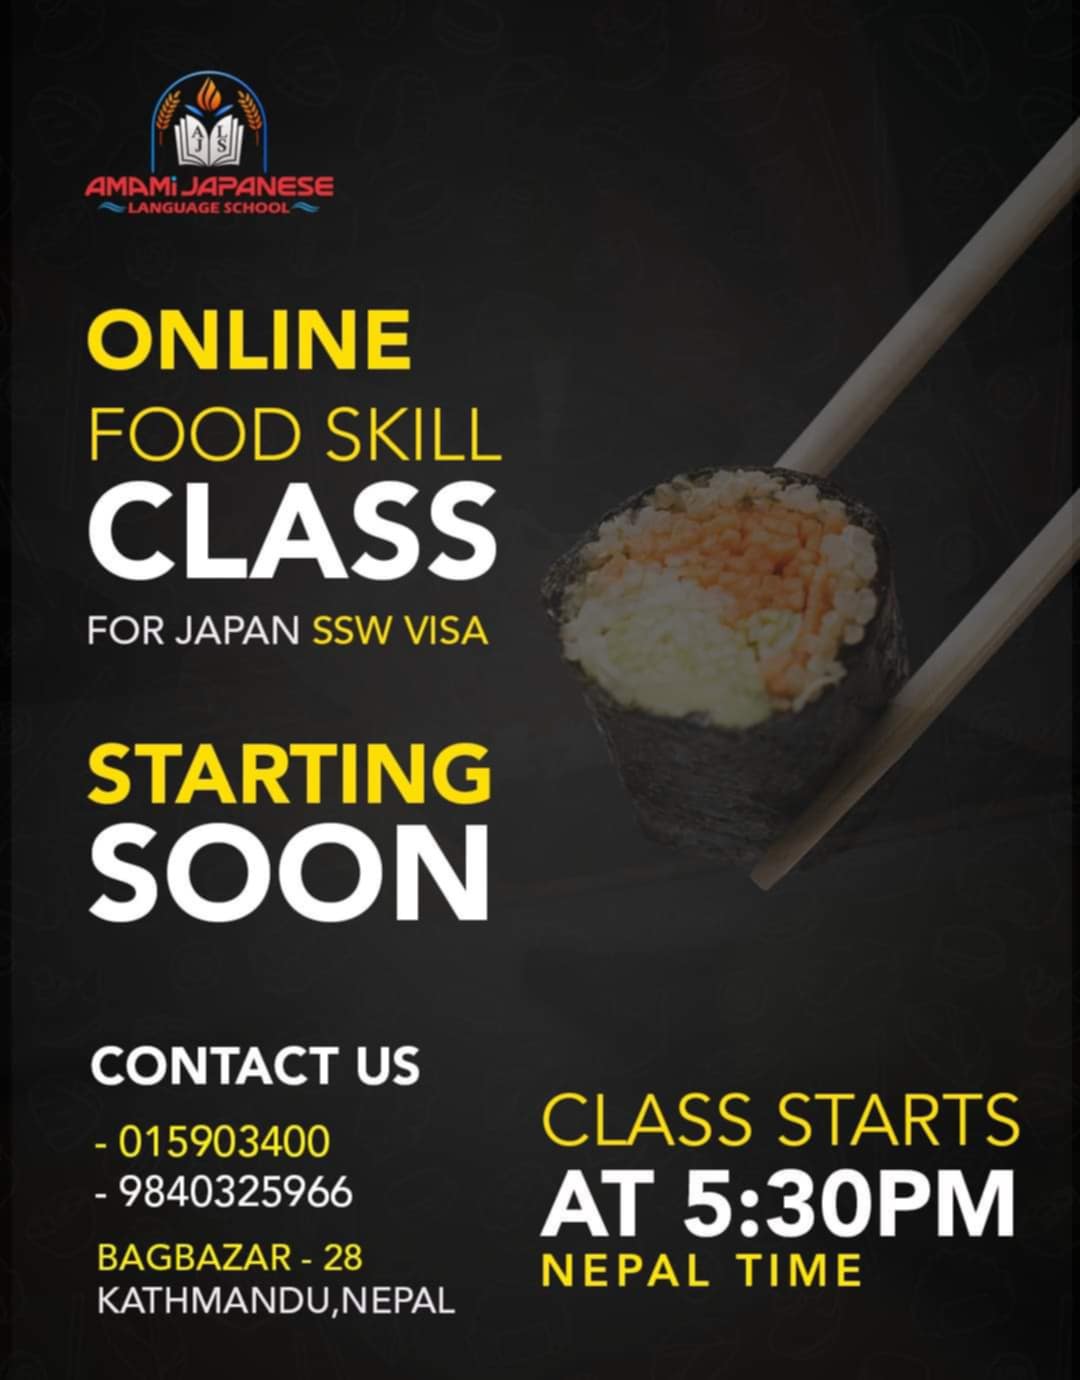 A L
J S
AMAMi JAPANESE
LANGUAGE SCHOOL
ONLINE
FOOD SKILL
CLASS
FOR JAPAN SSW VISA
STARTING
SOON
CONTACT US
- 015903400
- 9840325966
BAGBAZAR - 28
KATHMANDU,NEPAL
CLASS STARTS
AT 5:30PM
NEPAL TIME